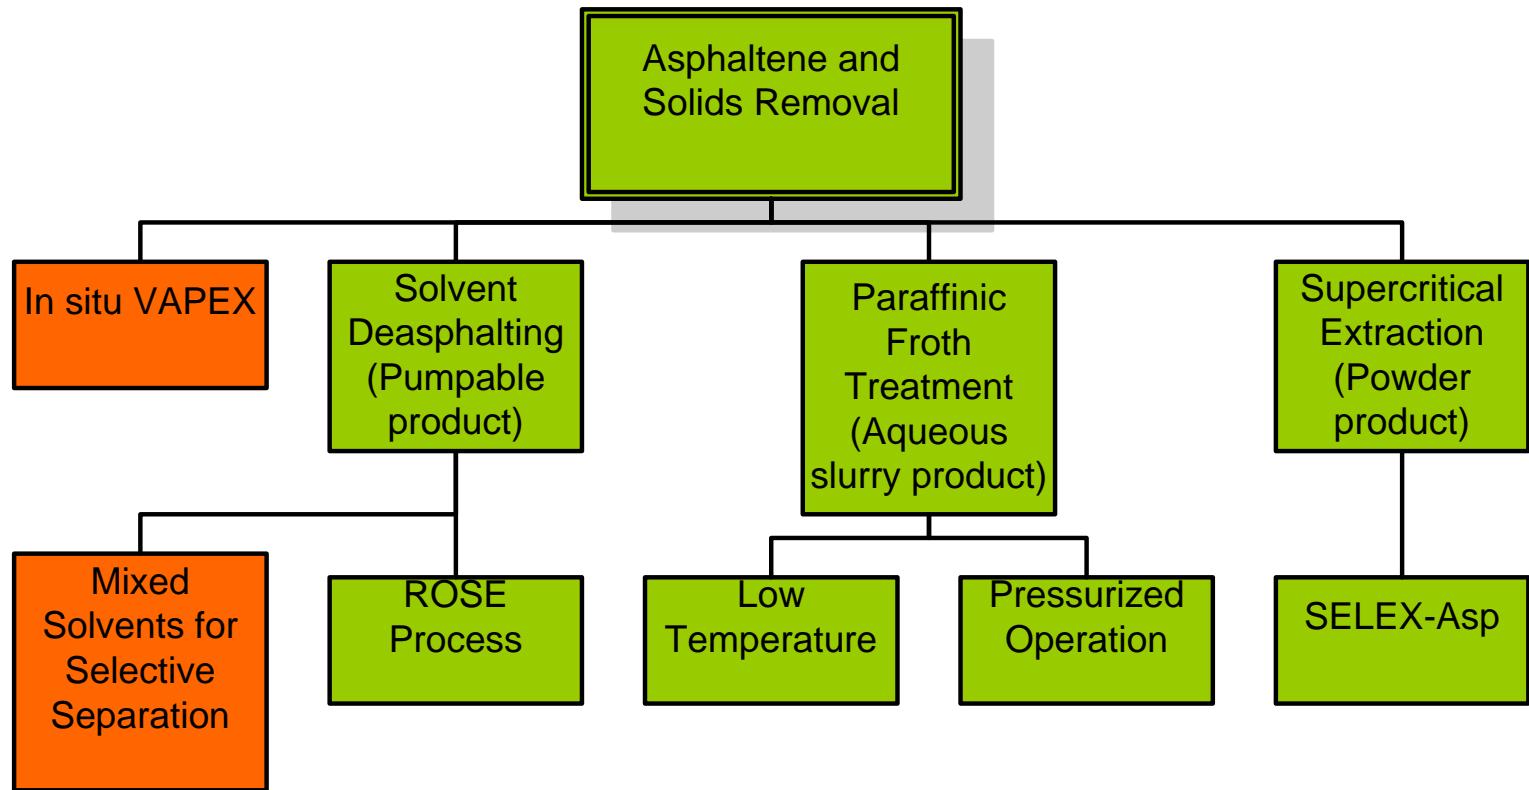 Asphaltene and
Solids Removal
In situ VAPEX
Solvent
Deasphalting
(Pumpable
product)
Paraffinic
Froth
Treatment
(Aqueous
slurry product)
Supercritical
Extraction
(Powder
product)
Mixed
Solvents for
Selective
Separation
ROSE
Process
Low
Temperature
Pressurized
Operation
SELEX-Asp